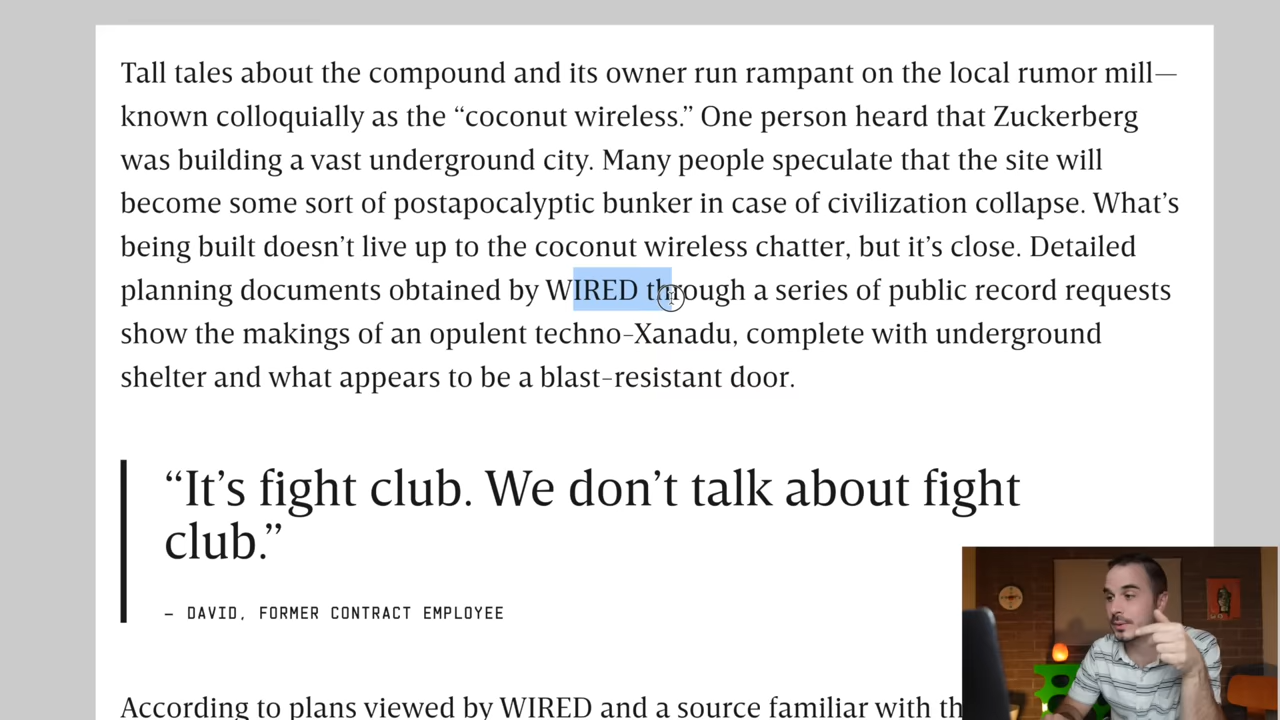 Tall tales about the compound and its owner run rampant on the local rumor mill—
known colloquially as the “coconut wireless.” One person heard that Zuckerberg
was building a vast underground city. Many people speculate that the site will
become some sort of postapocalyptic bunker in case of civilization collapse. What’s
being built doesn’t live up to the coconut wireless chatter, but it’s close. Detailed
planning documents obtained by WIRED through a series of public record requests
show the makings of an opulent techno-Xanadu, complete with underground
shelter and what appears to be a blast-resistant door.
“It’s fight club. We don’t talk about fight
club.”
— DAVID, FORMER CONTRACT EMPLOYEE
According to plans viewed by WIRED and a source familiar with th